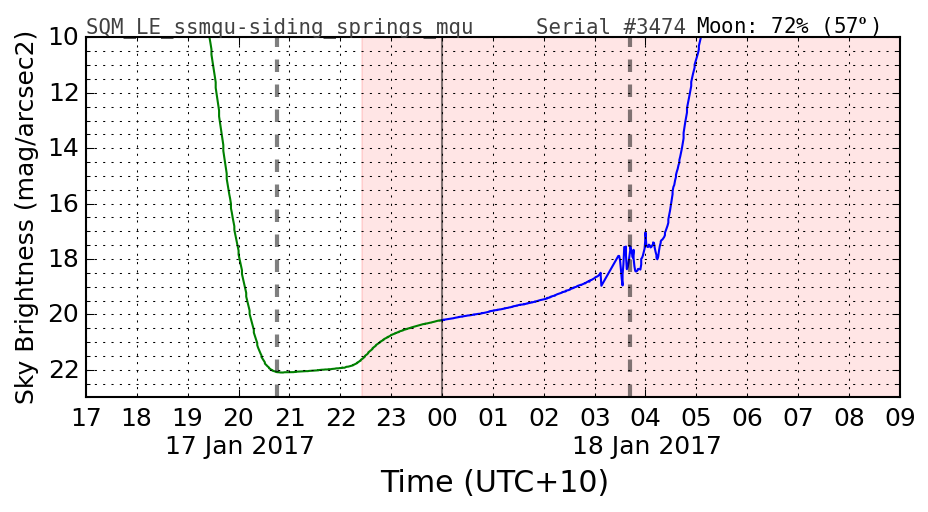 SQM_LE_ssmqu-siding_springs_mqu Serial #3474 Moon: 72% (57°)
Sky Brightness (mag/arcsec2)
10
12
14
16
18
20
22
17 18 19 20 21 22 23 00 01 02 03 04 05 06 07 08 09
17 Jan 2017 18 Jan 2017
Time (UTC+10)